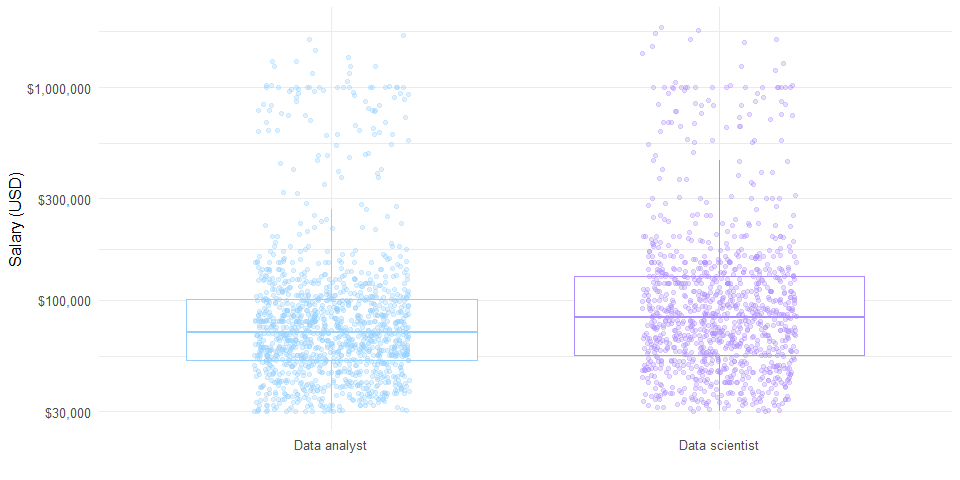 Salary (USD)
$1,000,000
$300,000
$100,000
$30,000
Data analyst
Data scientist